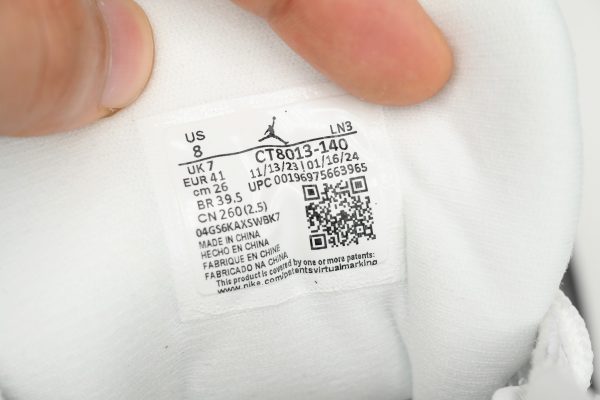 US
8
LN3
UK 7
CT8013-140
EUR 41
11/13/23 | 01/16/24
cm 26
UPC 00196975663965
BR 39.5
CN 260(2.5)
04GS6KAXSWBK7
MADE IN CHINA
HECHO EN CHINA
FABRIQUE EN CHINE
FABRICADO NA CHINA
This product is covered by one or more patents:
www.nike.com/patentsvirtualmarking